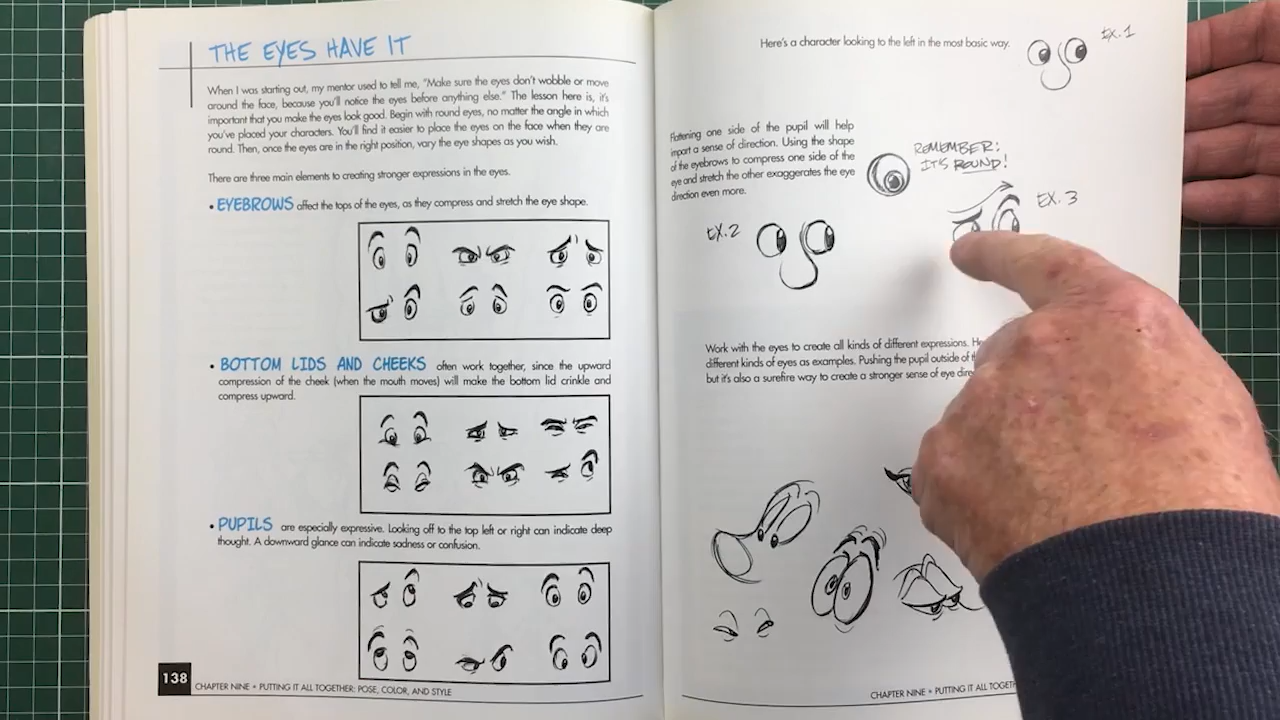 THE EYES HAVE IT
When I was starting out, my mentor used to tell me, “Make sure the eyes don’t wobble or move
around the face, because you’ll notice the eyes before anything else.” The lesson here is, it’s
important that you make the eyes look good. Begin with round eyes, no matter the angle in which
you’ve placed your characters. You’ll find it easier to place the eyes on the face when they are
round. Then, once the eyes are in the right position, vary the eye shapes as you wish.
There are three main elements to creating stronger expressions in the eyes.
• EYEBROWS affect the tops of the eyes, as they compress and stretch the eye shape.
• BOTTOM LIDS AND CHEEKS often work together, since the upward
compression of the cheek (when the mouth moves) will make the bottom lid crinkle and
compress upward.
• PUPILS are especially expressive. Looking off to the top left or right can indicate deep
thought. A downward glance can indicate sadness or confusion.
138 CHAPTER NINE • PUTTING IT ALL TOGETHER: POSE, COLOR, AND STYLE
Here’s a character looking to the left in the most basic way.
EX.1
Flattening one side of the pupil will help
impart a sense of direction. Using the shape
of the eyebrows to compress one side of the
eye and stretch the other exaggerates the eye
direction even more.
REMEMBER:
IT'S ROUND!
EX.2
EX.3
Work with the eyes to create all kinds of different expressions.
different kinds of eyes as examples. Pushing the pupil outside of
but it’s also a surefire way to create a stronger sense of eye
CHAPTER NINE • PUTTING IT ALL